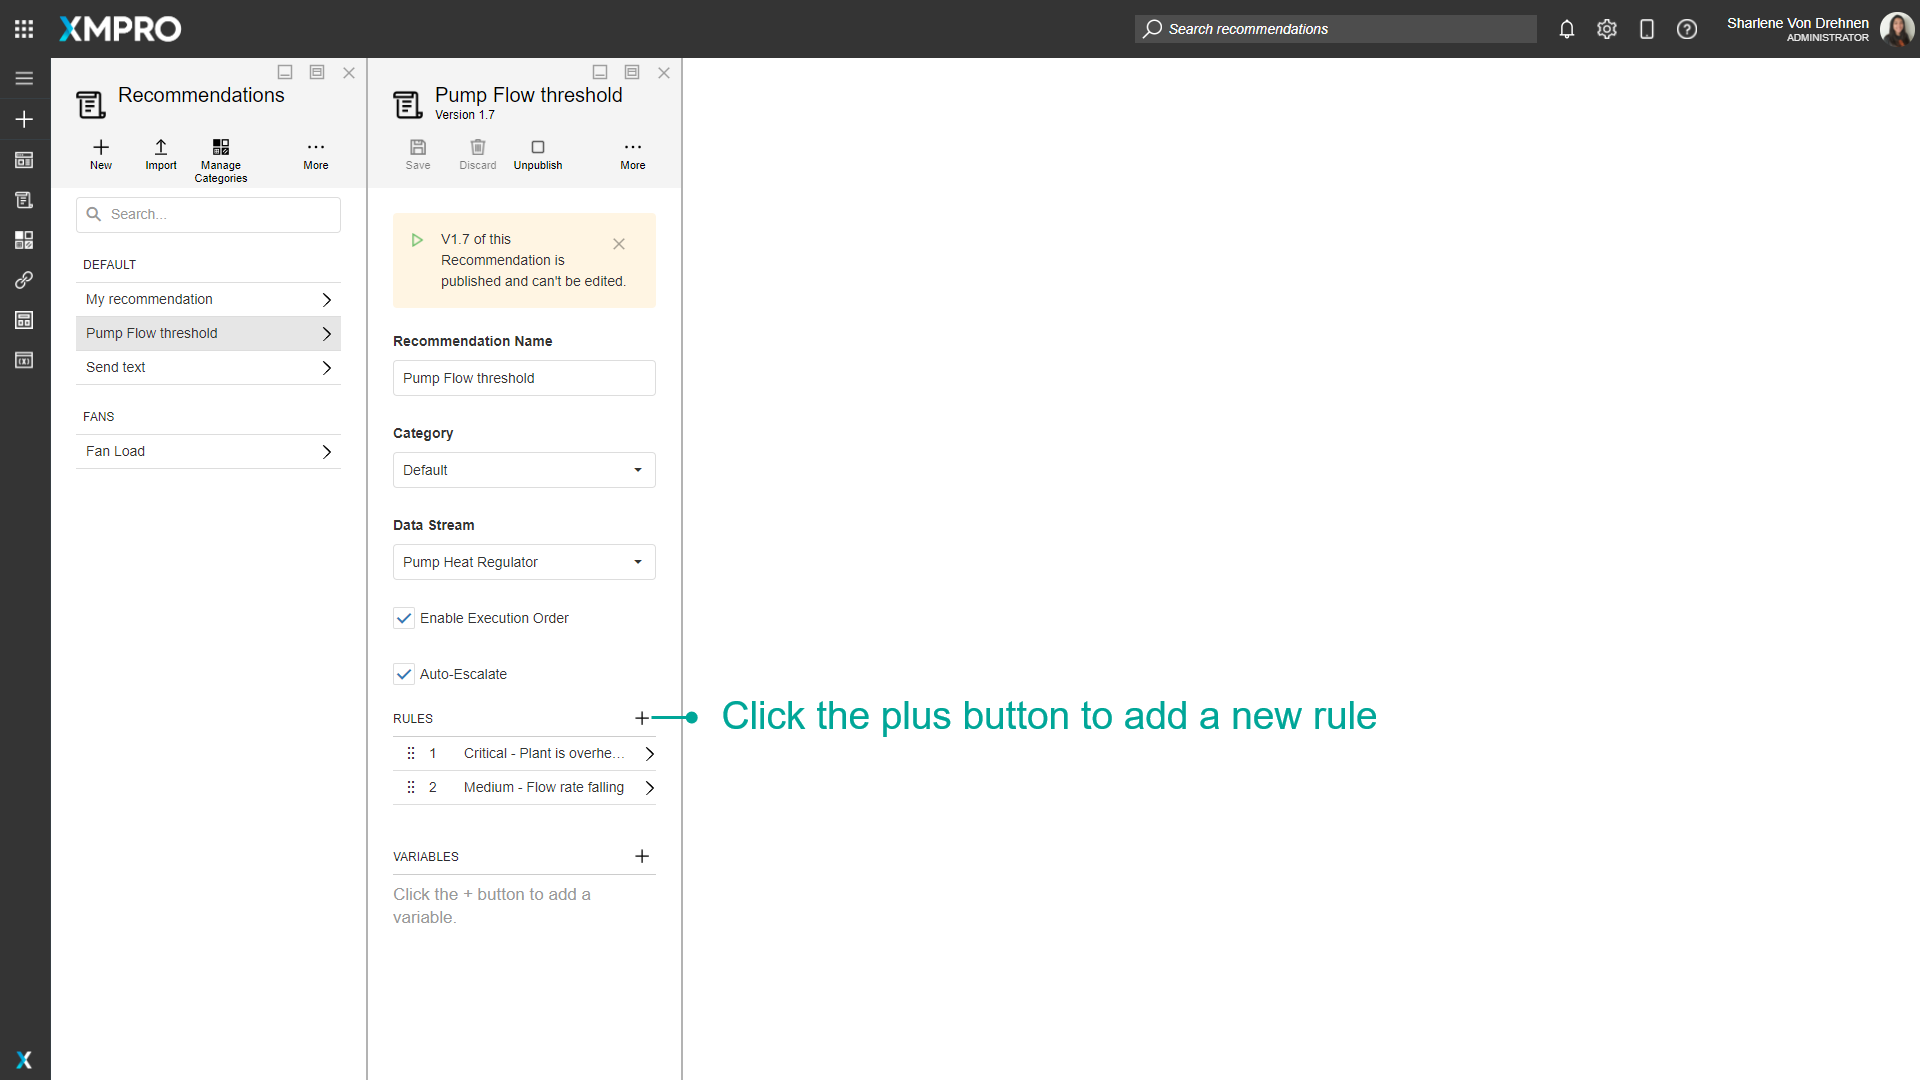 XMPRO
Search recommendations
Sharlene Von Drehnen
ADMINISTRATOR
Recommendations
New
Import
Manage
Categories
More
Search...
DEFAULT
My recommendation
Pump Flow threshold
Send text
FANS
Fan Load
Pump Flow threshold
Version 1.7
Save
Discard
Unpublish
More
V1.7 of this
Recommendation is
published and can't be edited.
Recommendation Name
Pump Flow threshold
Category
Default
Data Stream
Pump Heat Regulator
Enable Execution Order
Auto-Escalate
RULES
1 Critical - Plant is overhe...
2 Medium - Flow rate falling
VARIABLES
Click the + button to add a
variable.
Click the plus button to add a new rule